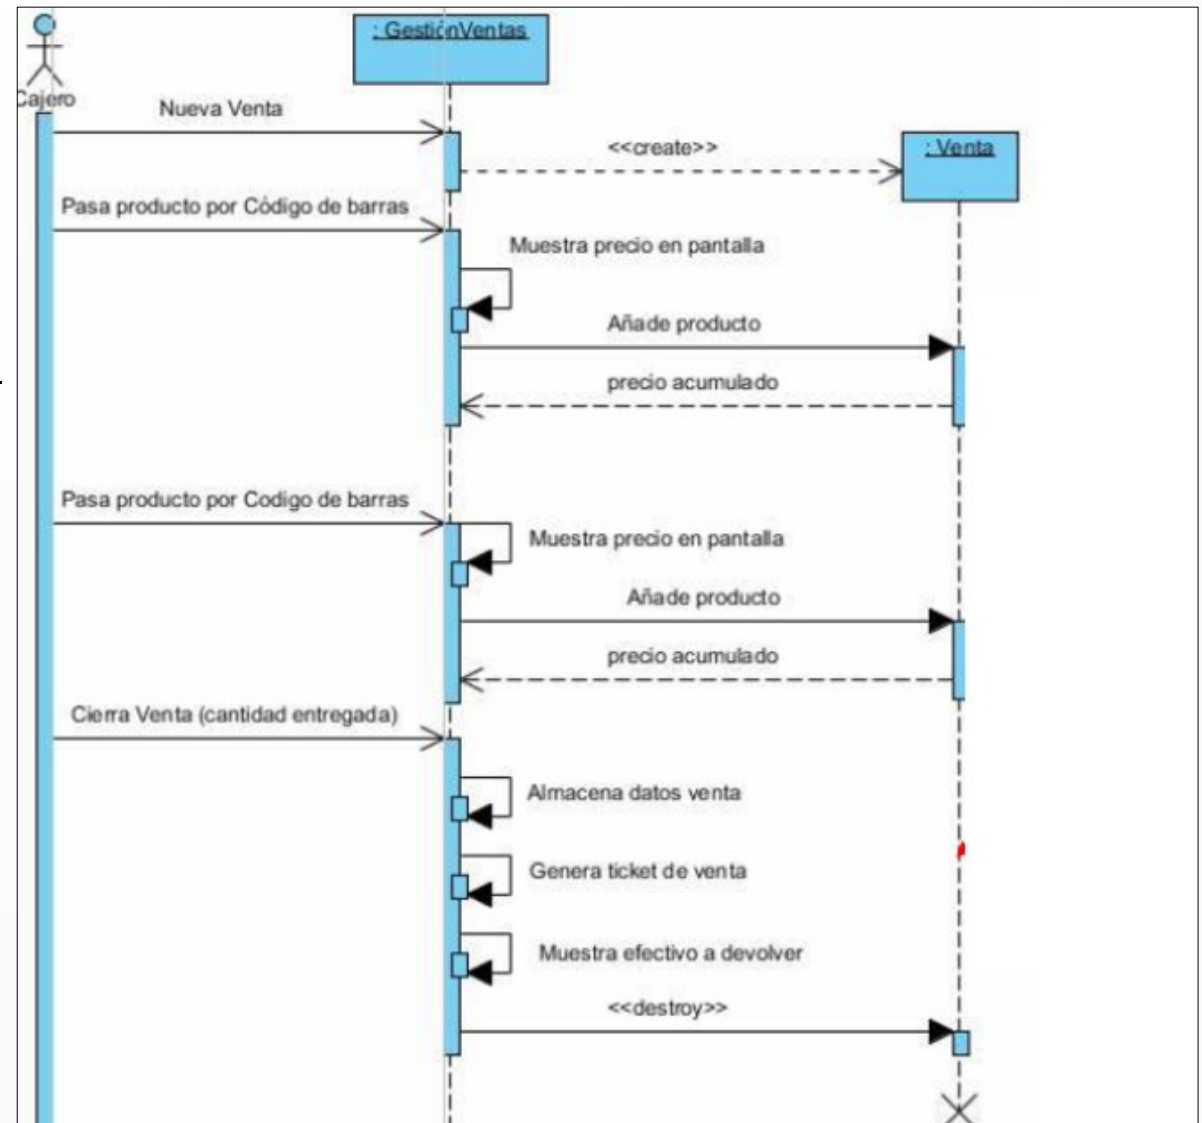 : GestiónVentas
Cajero
Nueva Venta
<<create>>
: Venta
Pasa producto por Código de barras
Muestra precio en pantalla
Añade producto
precio acumulado
Pasa producto por Codigo de barras
Muestra precio en pantalla
Añade producto
precio acumulado
Cierra Venta (cantidad entregada)
Almacena datos venta
Genera ticket de venta
Muestra efectivo a devolver
<<destroy>>